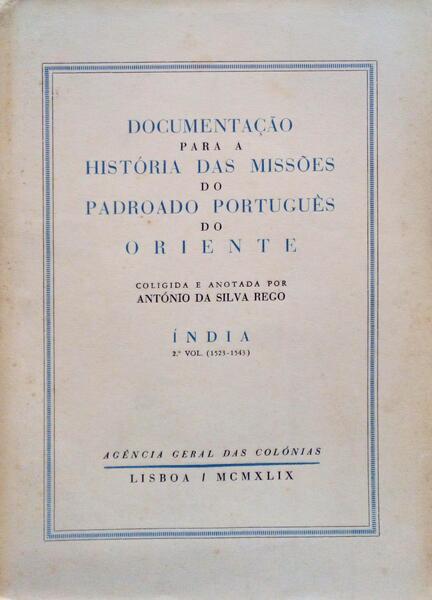 DOCUMENTAÇÃO
PARA A
HISTÓRIA DAS MISSÕES
DO
PADROADO PORTUGUÊS
DO
ORIENTE
COLIGIDA E ANOTADA POR
ANTÓNIO DA SILVA REGO
ÍNDIA
2.º VOL. (1523-1543)
AGÊNCIA GERAL DAS COLÓNIAS
LISBOA / MCMXLIX